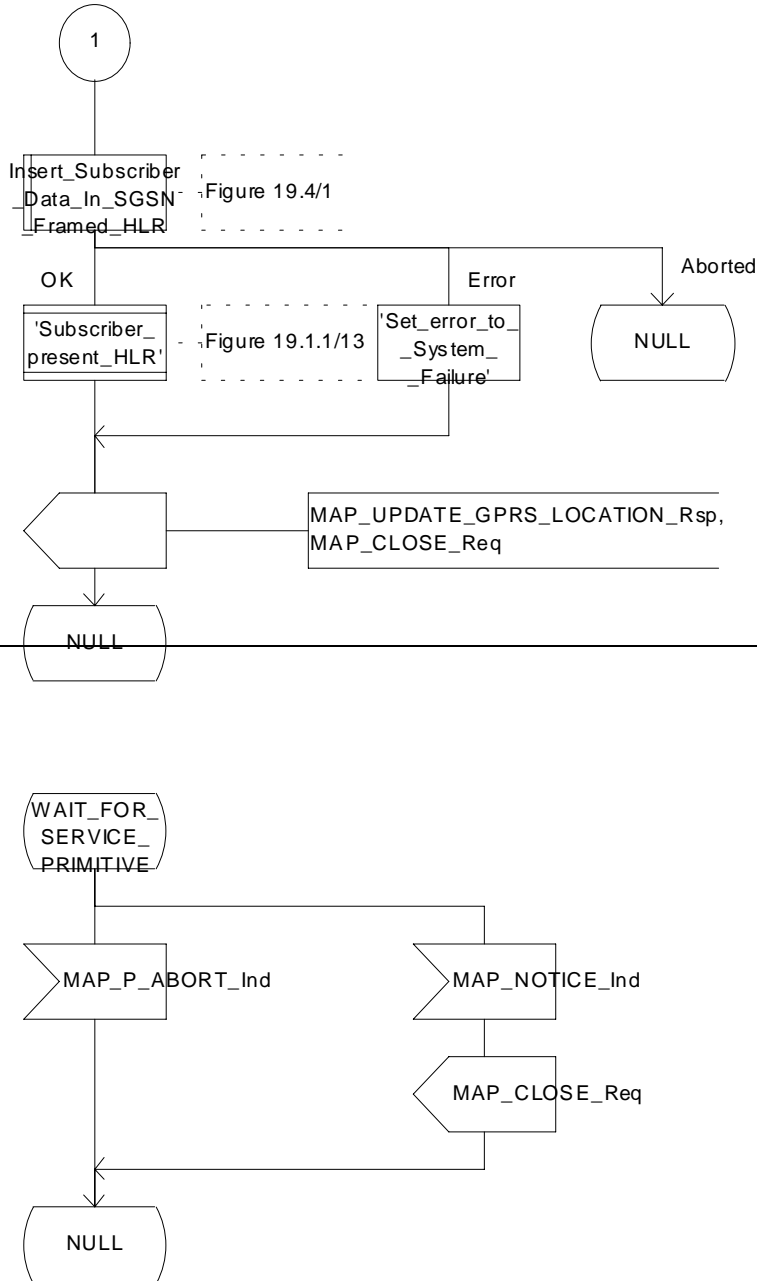 1
Insert_Subscriber
_Data_In_SGSN
_Framed_HLR
Figure 19.4/1
OK
Error
Aborted
'Subscriber_
present_HLR'
Figure 19.1.1/13
'Set_error_to_
_System_
_Failure'
NULL
MAP_UPDATE_GPRS_LOCATION_Rsp,
MAP_CLOSE_Req
NULL
WAIT_FOR_
SERVICE_
PRIMITIVE
MAP_P_ABORT_Ind
MAP_NOTICE_Ind
MAP_CLOSE_Req
NULL